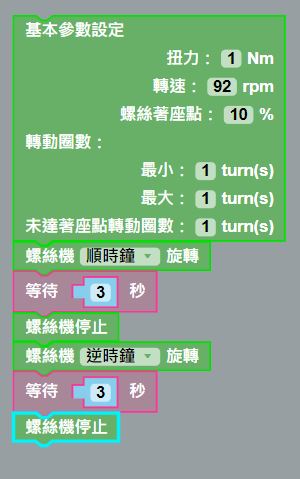 基本參數設定
扭力： 1 Nm
轉速： 92 rpm
螺絲著座點： 10 %
轉動圈數：
最小： 1 turn(s)
最大： 1 turn(s)
未達著座點轉動圈數： 1 turn(s)
螺絲機 順時鐘 旋轉
等待 3 秒
螺絲機停止
螺絲機 逆時鐘 旋轉
等待 3 秒
螺絲機停止